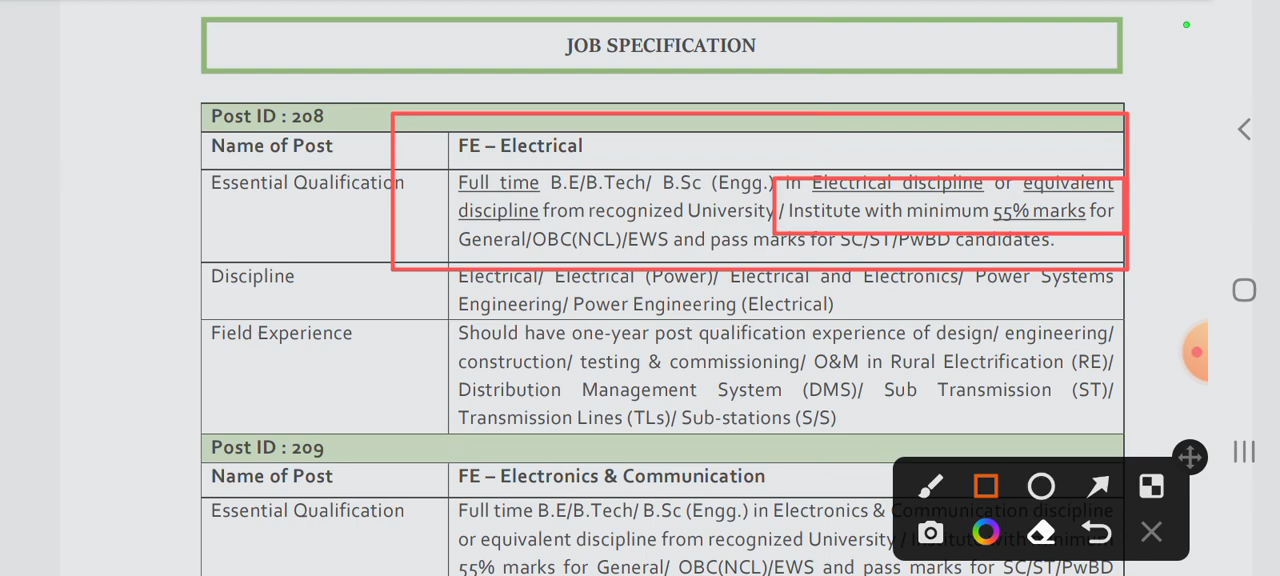 JOB SPECIFICATION
Post ID : 208
Name of Post FE – Electrical
Essential Qualification Full time B.E/B.Tech/ B.Sc (Engg.) in Electrical discipline or equivalent
discipline from recognized University / Institute with minimum 55% marks for
General/OBC(NCL)/EWS and pass marks for SC/ST/PwBD candidates.
Discipline Electrical/ Electrical (Power)/ Electrical and Electronics/ Power Systems
Engineering/ Power Engineering (Electrical)
Field Experience Should have one-year post qualification experience of design/ engineering/
construction/ testing & commissioning/ O&M in Rural Electrification (RE)/
Distribution Management System (DMS)/ Sub Transmission (ST)/
Transmission Lines (TLs)/ Sub-stations (S/S)
Post ID : 209
Name of Post FE – Electronics & Communication
Essential Qualification Full time B.E/B.Tech/ B.Sc (Engg.) in Electronics & Communication discipline
or equivalent discipline from recognized University / Institute with minimum
55% marks for General/ OBC(NCL)/EWS and pass marks for SC/ST/PwBD